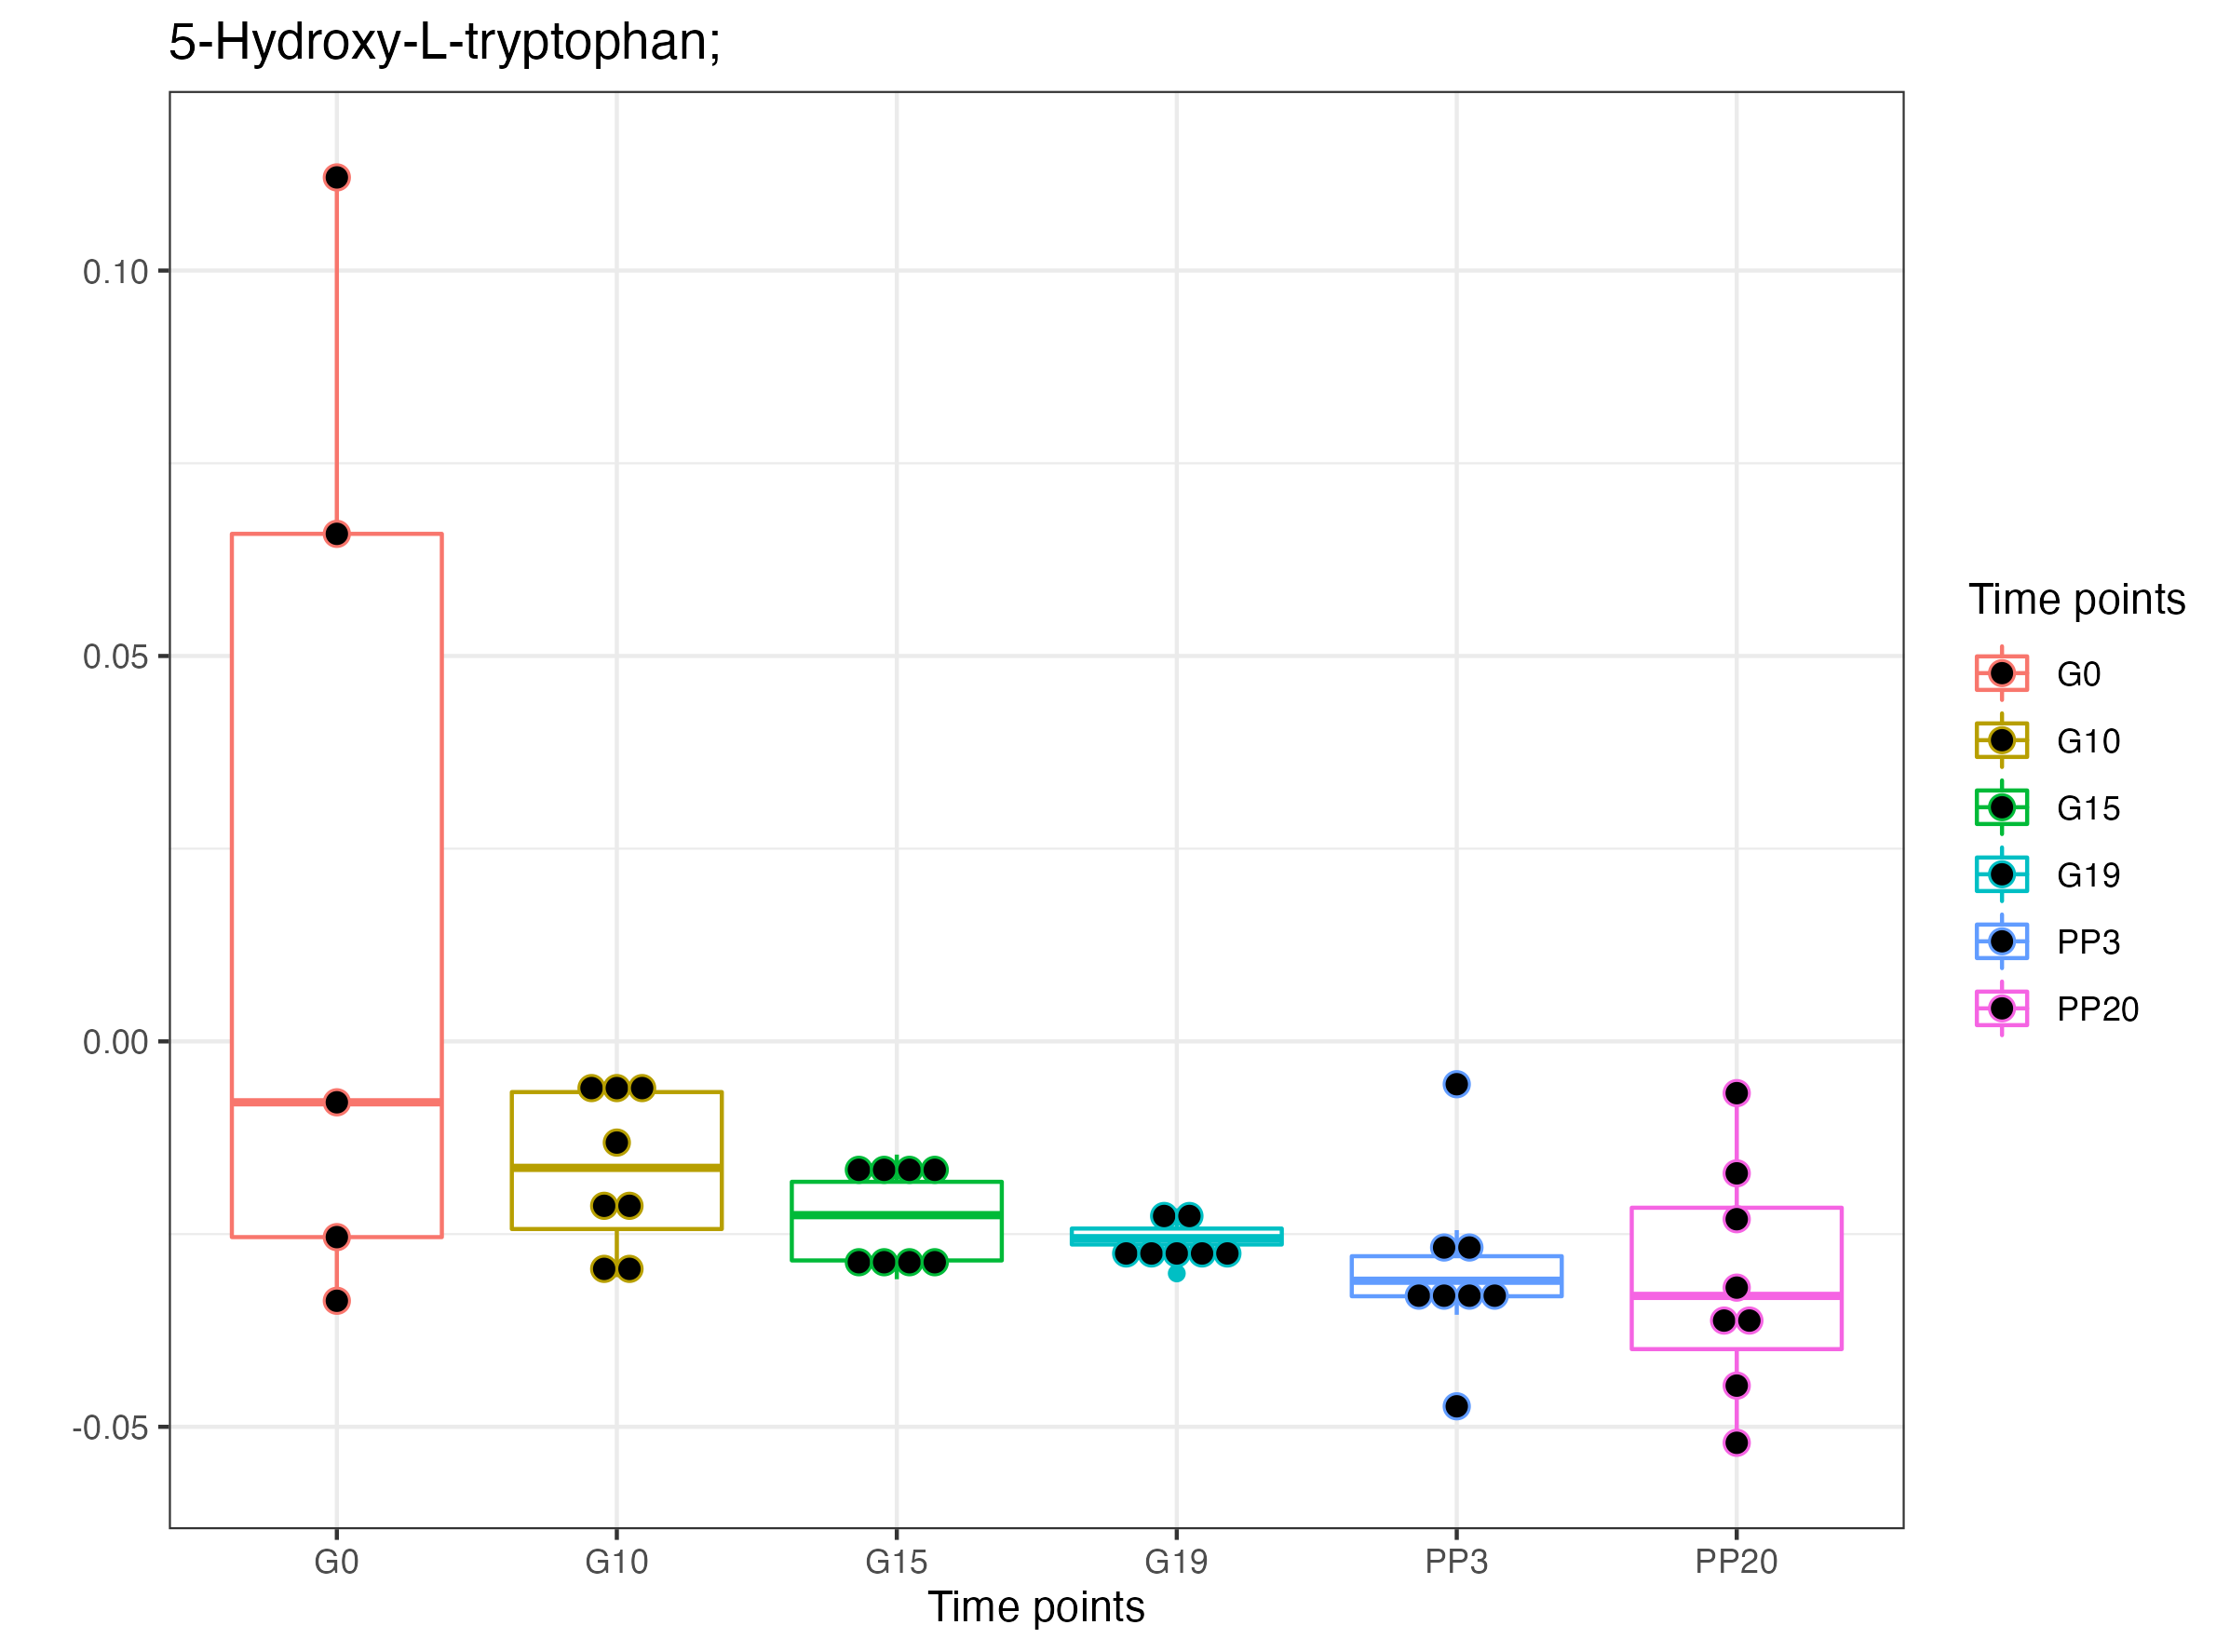 5-Hydroxy-L-tryptophan;
0.10
0.05
0.00
-0.05
G0 G10 G15 G19 PP3 PP20
Time points
Time points
G0
G10
G15
G19
PP3
PP20